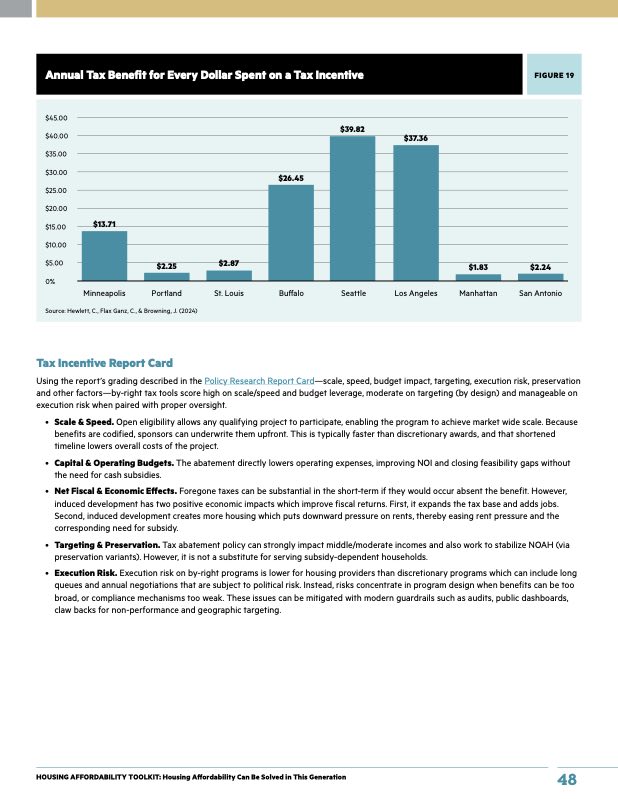 Annual Tax Benefit for Every Dollar Spent on a Tax Incentive
FIGURE 19
$45.00
$40.00
$35.00
$30.00
$25.00
$20.00
$15.00
$10.00
$5.00
0%
$13.71
$2.25
$2.87
$26.45
$39.82
$37.36
$1.83
$2.24
Minneapolis
Portland
St. Louis
Buffalo
Seattle
Los Angeles
Manhattan
San Antonio
Source: Hewlett, C., Flax Ganz, C., & Browning, J. (2024)
Tax Incentive Report Card
Using the report's grading described in the Policy Research Report Card—scale, speed, budget impact, targeting, execution risk, preservation
and other factors—by-right tax tools score high on scale/speed and budget leverage, moderate on targeting (by design) and manageable on
execution risk when paired with proper oversight.
• Scale & Speed. Open eligibility allows any qualifying project to participate, enabling the program to achieve market wide scale. Because
benefits are codified, sponsors can underwrite them upfront. This is typically faster than discretionary awards, and that shortened
timeline lowers overall costs of the project.
• Capital & Operating Budgets. The abatement directly lowers operating expenses, improving NOI and closing feasibility gaps without
the need for cash subsidies.
• Net Fiscal & Economic Effects. Foregone taxes can be substantial in the short-term if they would occur absent the benefit. However,
induced development has two positive economic impacts which improve fiscal returns. First, it expands the tax base and adds jobs.
Second, induced development creates more housing which puts downward pressure on rents, thereby easing rent pressure and the
corresponding need for subsidy.
• Targeting & Preservation. Tax abatement policy can strongly impact middle/moderate incomes and also work to stabilize NOAH (via
preservation variants). However, it is not a substitute for serving subsidy-dependent households.
• Execution Risk. Execution risk on by-right programs is lower for housing providers than discretionary programs which can include long
queues and annual negotiations that are subject to political risk. Instead, risks concentrate in program design when benefits can be too
broad, or compliance mechanisms too weak. These issues can be mitigated with modern guardrails such as audits, public dashboards,
claw backs for non-performance and geographic targeting.
HOUSING AFFORDABILITY TOOLKIT: Housing Affordability Can Be Solved in This Generation
48